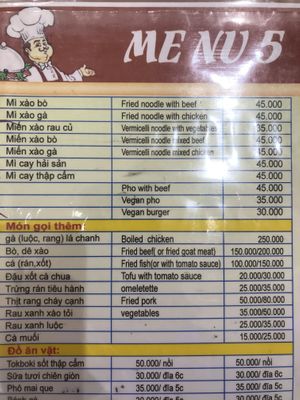 MENU 5
Mì xào bò Fried noodle with beef 45.000
Mì xào gà Fried noodle with chicken 45.000
Miến xào rau củ Vermicelli noodle with vegetables 35.000
Miến xào bò Vermicelli noodle mixed beef 45.000
Miến xào gà Vermicelli noodle mixed chicken 45.000
Mì cay hải sản 45.000
Mì cay thập cẩm 45.000
Pho with beef 45.000
Vegan pho 35.000
Vegan burger 30.000
Món gọi thêm:
gà (luộc, rang) lá chanh Boiled chicken 250.000
Bò, dê xào Fried beef( or fried goat meat) 150.000/200.000
cá (rán,xốt) Fried fish(or with tomato sauce) 100.000/150.000
Đậu xốt cà chua Tofu with tomato sauce 20.000/30.000
Trứng rán tiêu hành omeletette 25.000/35.000
Thịt rang cháy cạnh Fried pork 50.000/80.000
Rau xanh xào tỏi vegetables 35.000/50.000
Rau xanh luộc 25.000/35.000
Cà muối 15.000/25.000
Đồ ăn vặt:
Tokboki sốt thập cẩm 50.000/ nồi 50.000/ nồi
Sữa tươi chiên giòn 30.000/ đĩa 6c 30.000/ đĩa 6c
Phô mai que 35.000/ đĩa 5c 35.000/ đĩa 5c